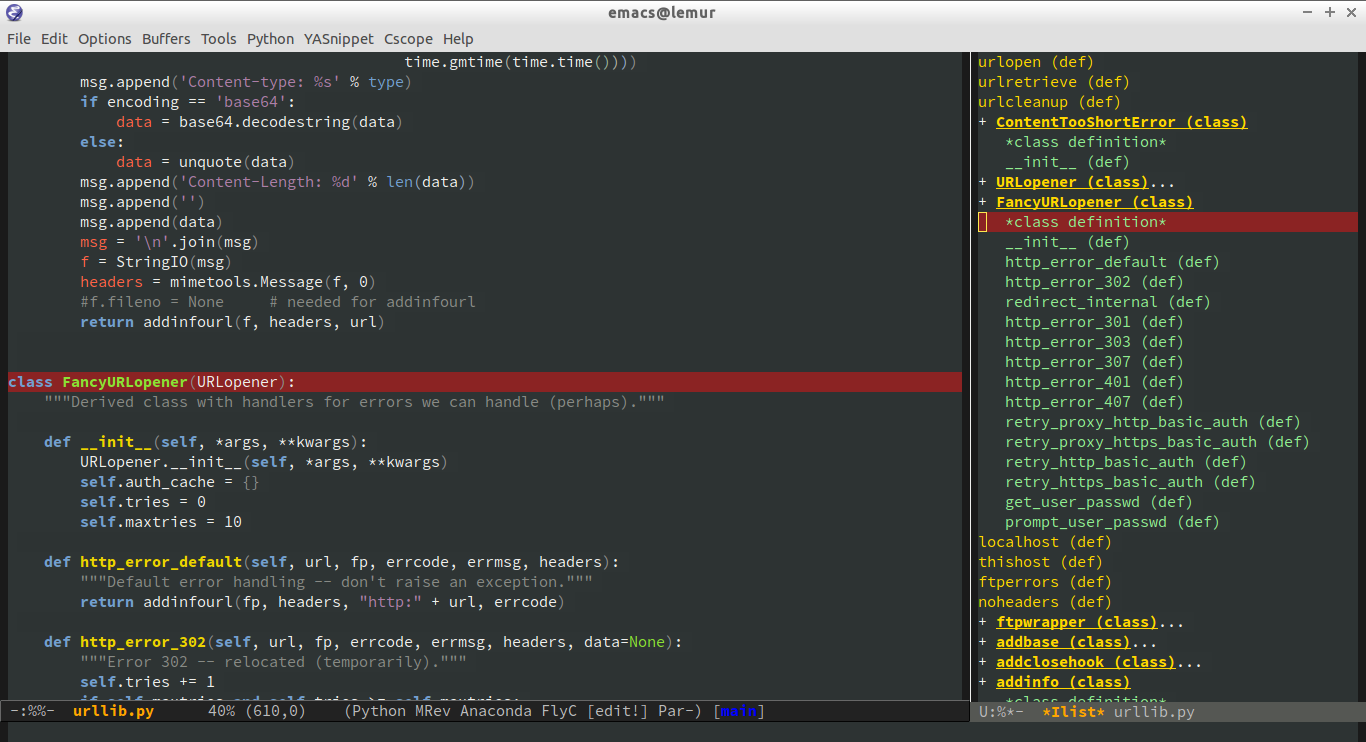 emacs@lemur
File Edit Options Buffers Tools Python YASnippet Cscope Help
time.gmtime(time.time())))
msg.append('Content-type: %s' % type)
if encoding == 'base64':
data = base64.decodestring(data)
else:
data = unquote(data)
msg.append('Content-Length: %d' % len(data))
msg.append('')
msg.append(data)
msg = '\n'.join(msg)
f = StringIO(msg)
headers = mimetools.Message(f, 0)
#f.fileno = None     # needed for addinfourl
return addinfourl(f, headers, url)
class FancyURLopener(URLopener):
"""Derived class with handlers for errors we can handle (perhaps)."""
def __init__(self, *args, **kwargs):
URLopener.__init__(self, *args, **kwargs)
self.auth_cache = {}
self.tries = 0
self.maxtries = 10
def http_error_default(self, url, fp, errcode, errmsg, headers):
"""Default error handling -- don't raise an exception."""
return addinfourl(fp, headers, "http:" + url, errcode)
def http_error_302(self, url, fp, errcode, errmsg, headers, data=None):
"""Error 302 -- relocated (temporarily)."""
self.tries += 1
if self.maxtries and self.tries >= self.maxtries:
-:%%-  urllib.py      40% (610,0)    (Python MRev Anaconda FlyC [edit!] Par-) [main]
urlopen (def)
urlretrieve (def)
urlcleanup (def)
+ ContentTooShortError (class)
*class definition*
__init__ (def)
+ URLopener (class)...
+ FancyURLopener (class)
*class definition*
__init__ (def)
http_error_default (def)
http_error_302 (def)
redirect_internal (def)
http_error_301 (def)
http_error_303 (def)
http_error_307 (def)
http_error_401 (def)
http_error_407 (def)
retry_proxy_http_basic_auth (def)
retry_proxy_https_basic_auth (def)
retry_http_basic_auth (def)
retry_https_basic_auth (def)
get_user_passwd (def)
prompt_user_passwd (def)
localhost (def)
thishost (def)
ftperrors (def)
noheaders (def)
+ ftpwrapper (class)...
+ addbase (class)...
+ addclosehook (class)...
+ addinfo (class)
*class definition*
U:%*-  *Ilist* urllib.py